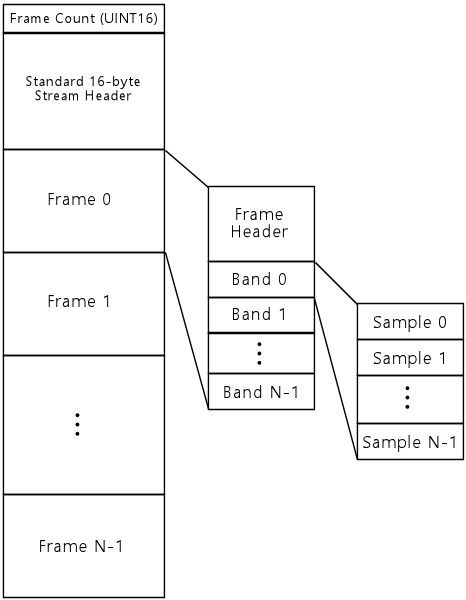 Frame Count (UINT16)
Standard 16-byte
Stream Header
Frame 0
Frame 1
Frame N-1
Frame
Header
Band 0
Band 1
Band N-1
Sample 0
Sample 1
Sample N-1